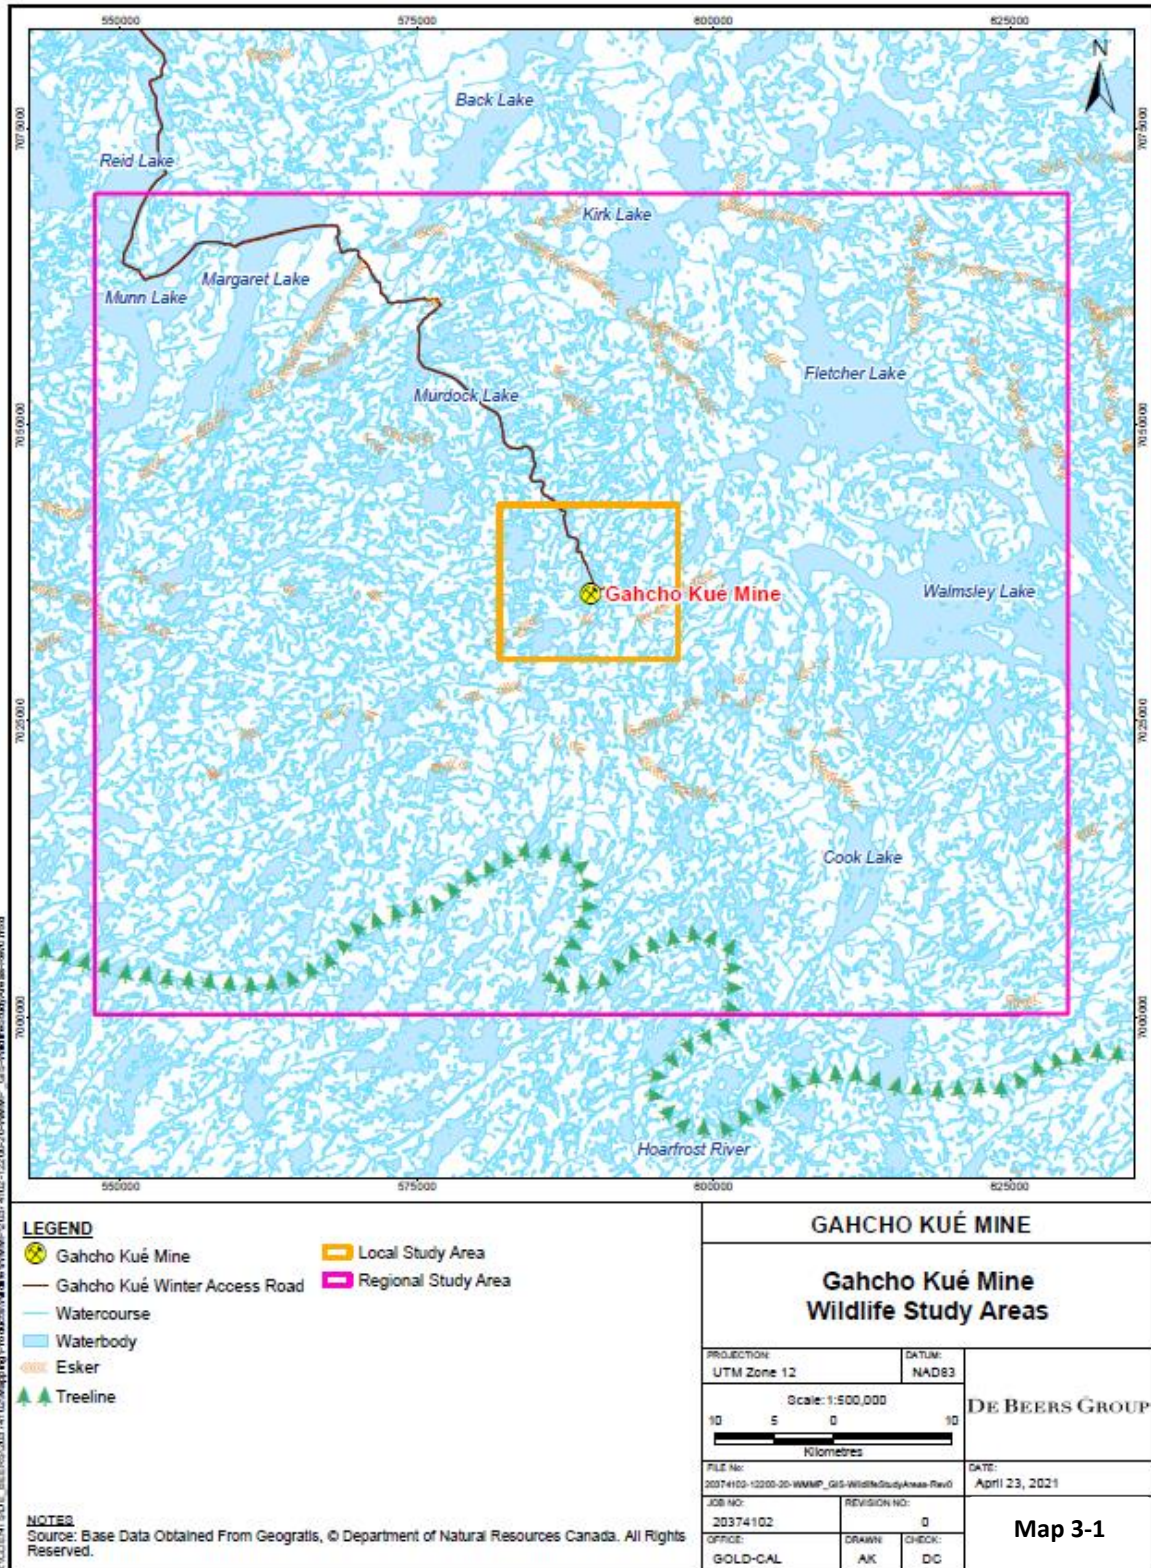 550000 575000 600000 625000
N
Back Lake
7075000 7075000
Reid Lake
Kirk Lake
Margaret Lake
Munn Lake
Fletcher Lake
Murdock Lake
7050000 7050000
Gahcho Kué Mine
Walmsley Lake
7025000 7025000
Cook Lake
7000000 7000000
Hoarfrost River
550000 575000 600000 625000
LEGEND
Gahcho Kué Mine
Gahcho Kué Winter Access Road
Watercourse
Waterbody
Esker
Treeline
Local Study Area
Regional Study Area
NOTES
Source: Base Data Obtained From Geogratis, © Department of Natural Resources Canada. All Rights
Reserved.
GAHCHO KUÉ MINE
Gahcho Kué Mine
Wildlife Study Areas
PROJECTION:
UTM Zone 12
DATUM:
NAD83
Scale: 1:500,000
10 5 0 10
Kilometres
DE BEERS GROUP
FILE No:
20374102-12200-20-WMMP_GIS-WildlifeStudyAreas-Rev0
DATE:
April 23, 2021
JOB NO:
20374102
REVISION NO:
0
OFFICE:
GOLD-CAL
DRAWN:
AK
CHECK:
DC
Map 3-1